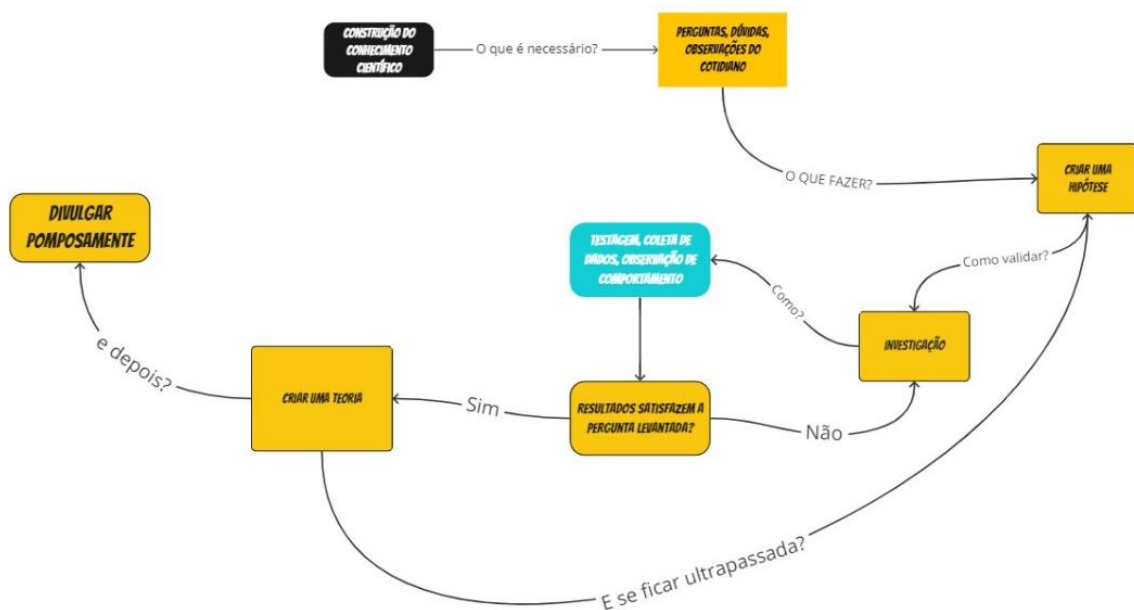 CONSTRUÇÃO DO
CONHECIMENTO
CIENTÍFICO
O que é necessário?
PERGUNTAS, DÚVIDAS,
OBSERVAÇÕES DO
COTIDIANO
O QUE FAZER?
CRIAR UMA
HIPÓTESE
Como validar?
INVESTIGAÇÃO
Como?
TESTAGEM, COLETA DE
DADOS, OBSERVAÇÃO DE
COMPORTAMENTO
RESULTADOS SATISFAZEM A
PERGUNTA LEVANTADA?
Não
Sim
CRIAR UMA TEORIA
e depois?
DIVULGAR
POMPOSAMENTE
E se ficar ultrapassada?